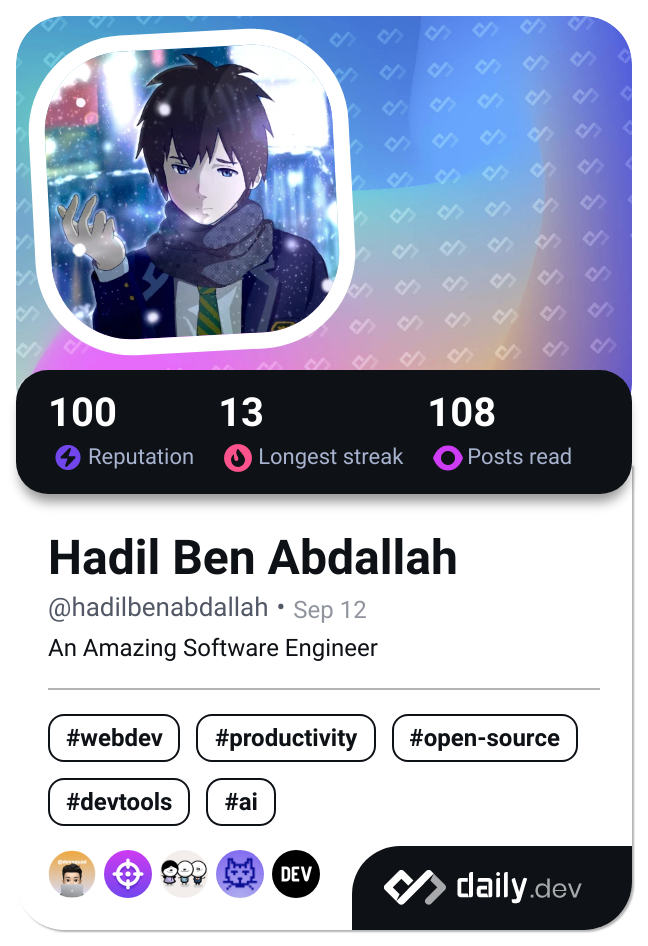 100 13 108
Reputation Longest streak Posts read
Hadil Ben Abdallah
@hadilbenabdallah • Sep 12
An Amazing Software Engineer
#webdev #productivity #open-source
#devtools #ai
DEV
daily.dev